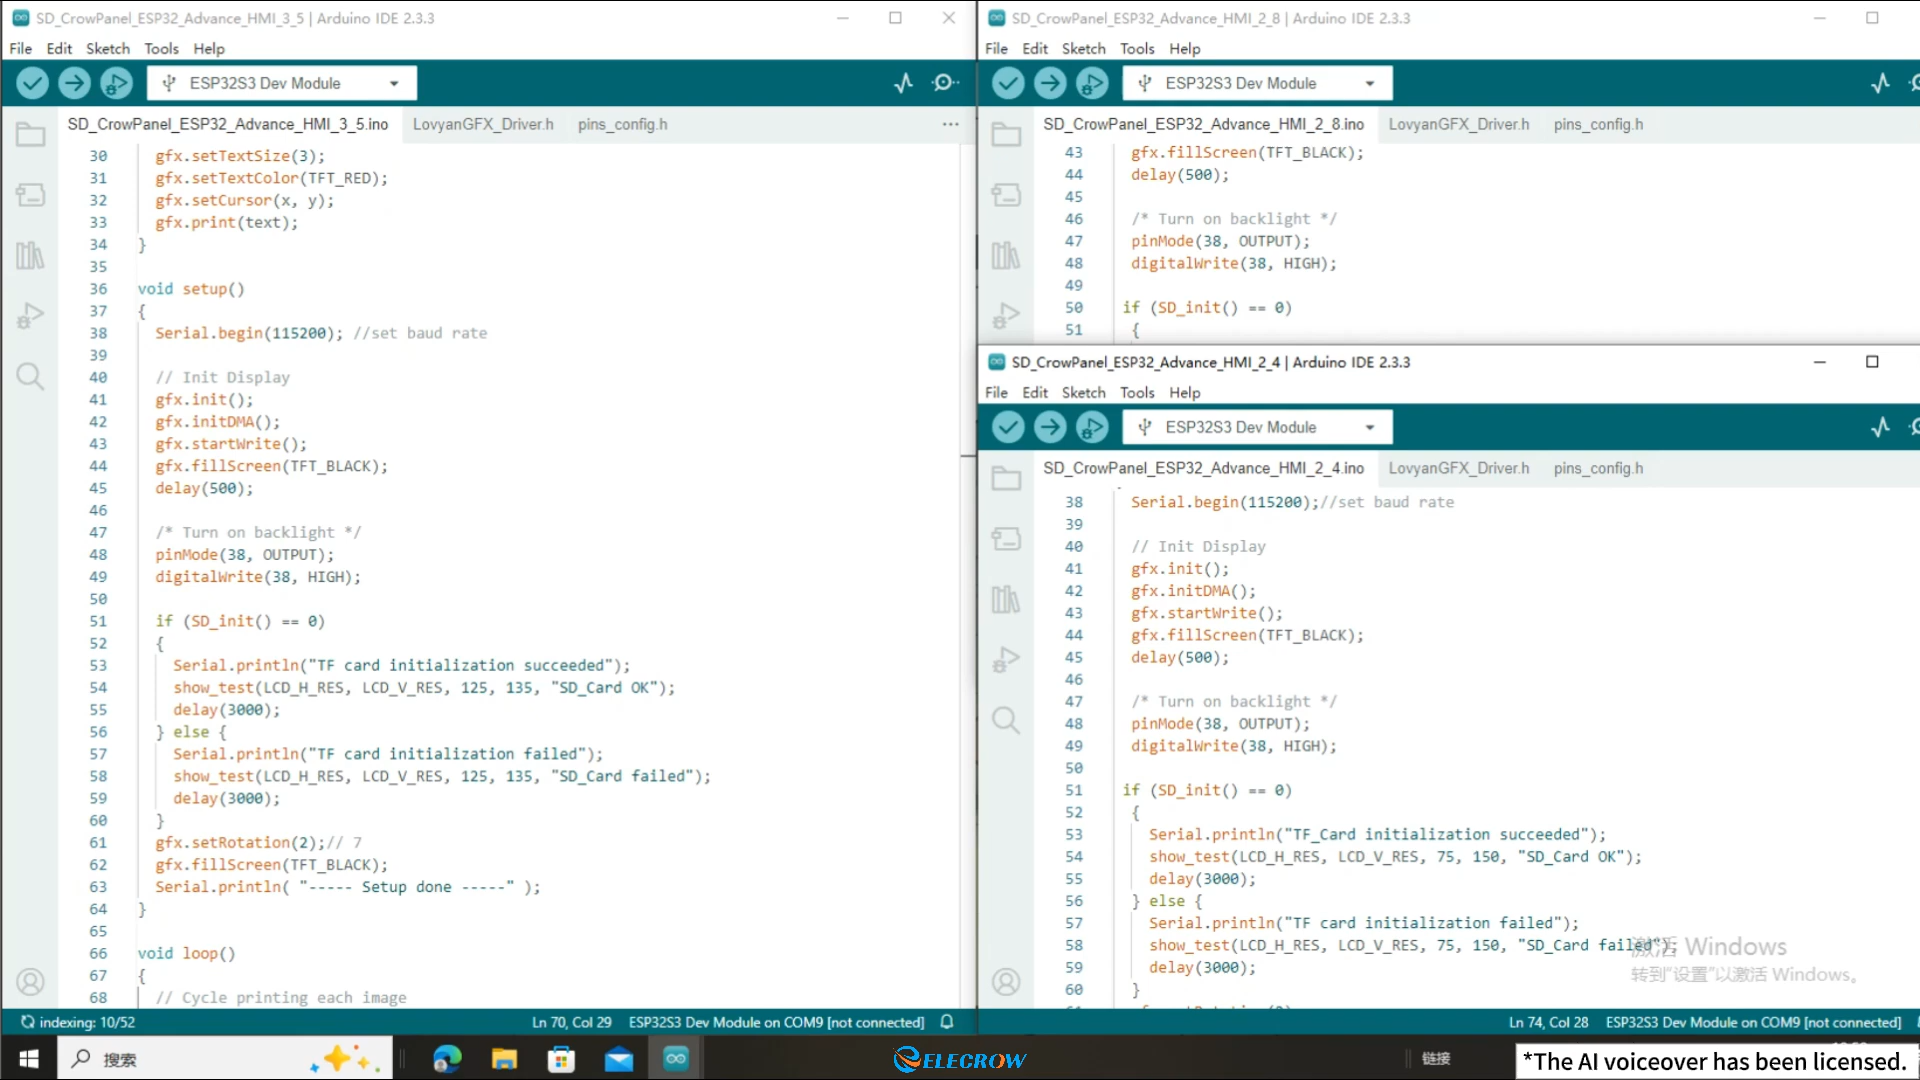 SD_CrowPanel_ESP32_Advance_HMI_3_5 | Arduino IDE 2.3.3
File Edit Sketch Tools Help
ESP32S3 Dev Module
SD_CrowPanel_ESP32_Advance_HMI_3_5.ino LovyanGFX_Driver.h pins_config.h ...
30 gfx.setTextSize(3);
31 gfx.setTextColor(TFT_RED);
32 gfx.setCursor(x, y);
33 gfx.print(text);
34 }
35
36 void setup()
37 {
38 Serial.begin(115200); //set baud rate
39
40 // Init Display
41 gfx.init();
42 gfx.initDMA();
43 gfx.startWrite();
44 gfx.fillScreen(TFT_BLACK);
45 delay(500);
46
47 /* Turn on backlight */
48 pinMode(38, OUTPUT);
49 digitalWrite(38, HIGH);
50
51 if (SD_init() == 0)
52 {
53 Serial.println("TF card initialization succeeded");
54 show_test(LCD_H_RES, LCD_V_RES, 125, 135, "SD_Card OK");
55 delay(3000);
56 } else {
57 Serial.println("TF card initialization failed");
58 show_test(LCD_H_RES, LCD_V_RES, 125, 135, "SD_Card failed");
59 delay(3000);
60 }
61 gfx.setRotation(2);// 7
62 gfx.fillScreen(TFT_BLACK);
63 Serial.println( "----- Setup done -----" );
64 }
65
66 void loop()
67 {
68 // Cycle printing each image
indexing: 10/52 Ln 70, Col 29 ESP32S3 Dev Module on COM9 [not connected]
SD_CrowPanel_ESP32_Advance_HMI_2_8 | Arduino IDE 2.3.3
File Edit Sketch Tools Help
ESP32S3 Dev Module
SD_CrowPanel_ESP32_Advance_HMI_2_8.ino LovyanGFX_Driver.h pins_config.h
43 gfx.fillScreen(TFT_BLACK);
44 delay(500);
45
46 /* Turn on backlight */
47 pinMode(38, OUTPUT);
48 digitalWrite(38, HIGH);
49
50 if (SD_init() == 0)
51 {
SD_CrowPanel_ESP32_Advance_HMI_2_4 | Arduino IDE 2.3.3
File Edit Sketch Tools Help
ESP32S3 Dev Module
SD_CrowPanel_ESP32_Advance_HMI_2_4.ino LovyanGFX_Driver.h pins_config.h
38 Serial.begin(115200);//set baud rate
39
40 // Init Display
41 gfx.init();
42 gfx.initDMA();
43 gfx.startWrite();
44 gfx.fillScreen(TFT_BLACK);
45 delay(500);
46
47 /* Turn on backlight */
48 pinMode(38, OUTPUT);
49 digitalWrite(38, HIGH);
50
51 if (SD_init() == 0)
52 {
53 Serial.println("TF_Card initialization succeeded");
54 show_test(LCD_H_RES, LCD_V_RES, 75, 150, "SD_Card OK");
55 delay(3000);
56 } else {
57 Serial.println("TF card initialization failed");
58 show_test(LCD_H_RES, LCD_V_RES, 75, 150, "SD_Card failed");
59 delay(3000);
60 }
激活 Windows
转到"设置"以激活 Windows。
Ln 74, Col 28 ESP32S3 Dev Module on COM9 [not connected]
搜索
ELECROW
链接
*The AI voiceover has been licensed.